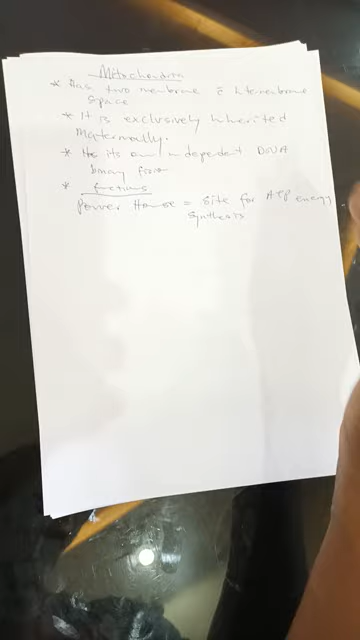 Mitochondria
* Has two membrane c̄ Intermembrane
space
* It is exclusively inherited
Maternally.
* Has its own independent DNA
binary
* functions
Power House = Site for ATP energy
Synthesis